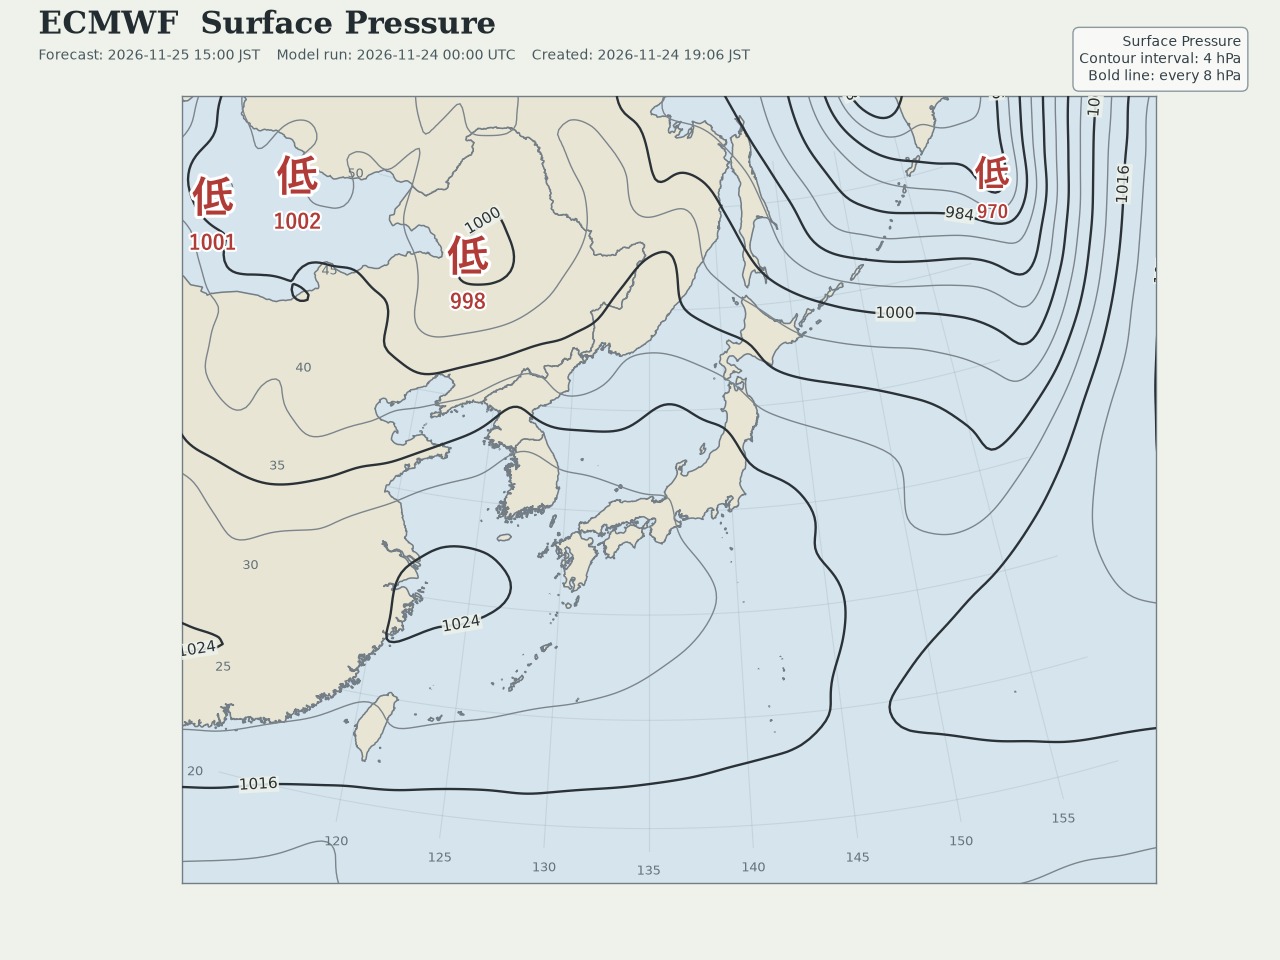 ECMWF  Surface Pressure
Forecast: 2026-11-25 15:00 JST    Model run: 2026-11-24 00:00 UTC    Created: 2026-11-24 19:06 JST
Surface Pressure
Contour interval: 4 hPa
Bold line: every 8 hPa
低
1001
低
1002
50
低
970
984
1016
1000
低
998
45
1000
40
35
30
1024
1024
25
20
1016
120
125
130
135
140
145
150
155